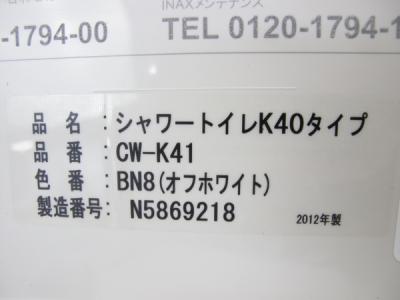 INAXメンテナンス
-1794-00
TEL 0120-1794-1
品 名:シャワートイレK40タイプ
品 番:CW-K41
色 番:BN8(オフホワイト)
製造番号: N5869218
2012年製